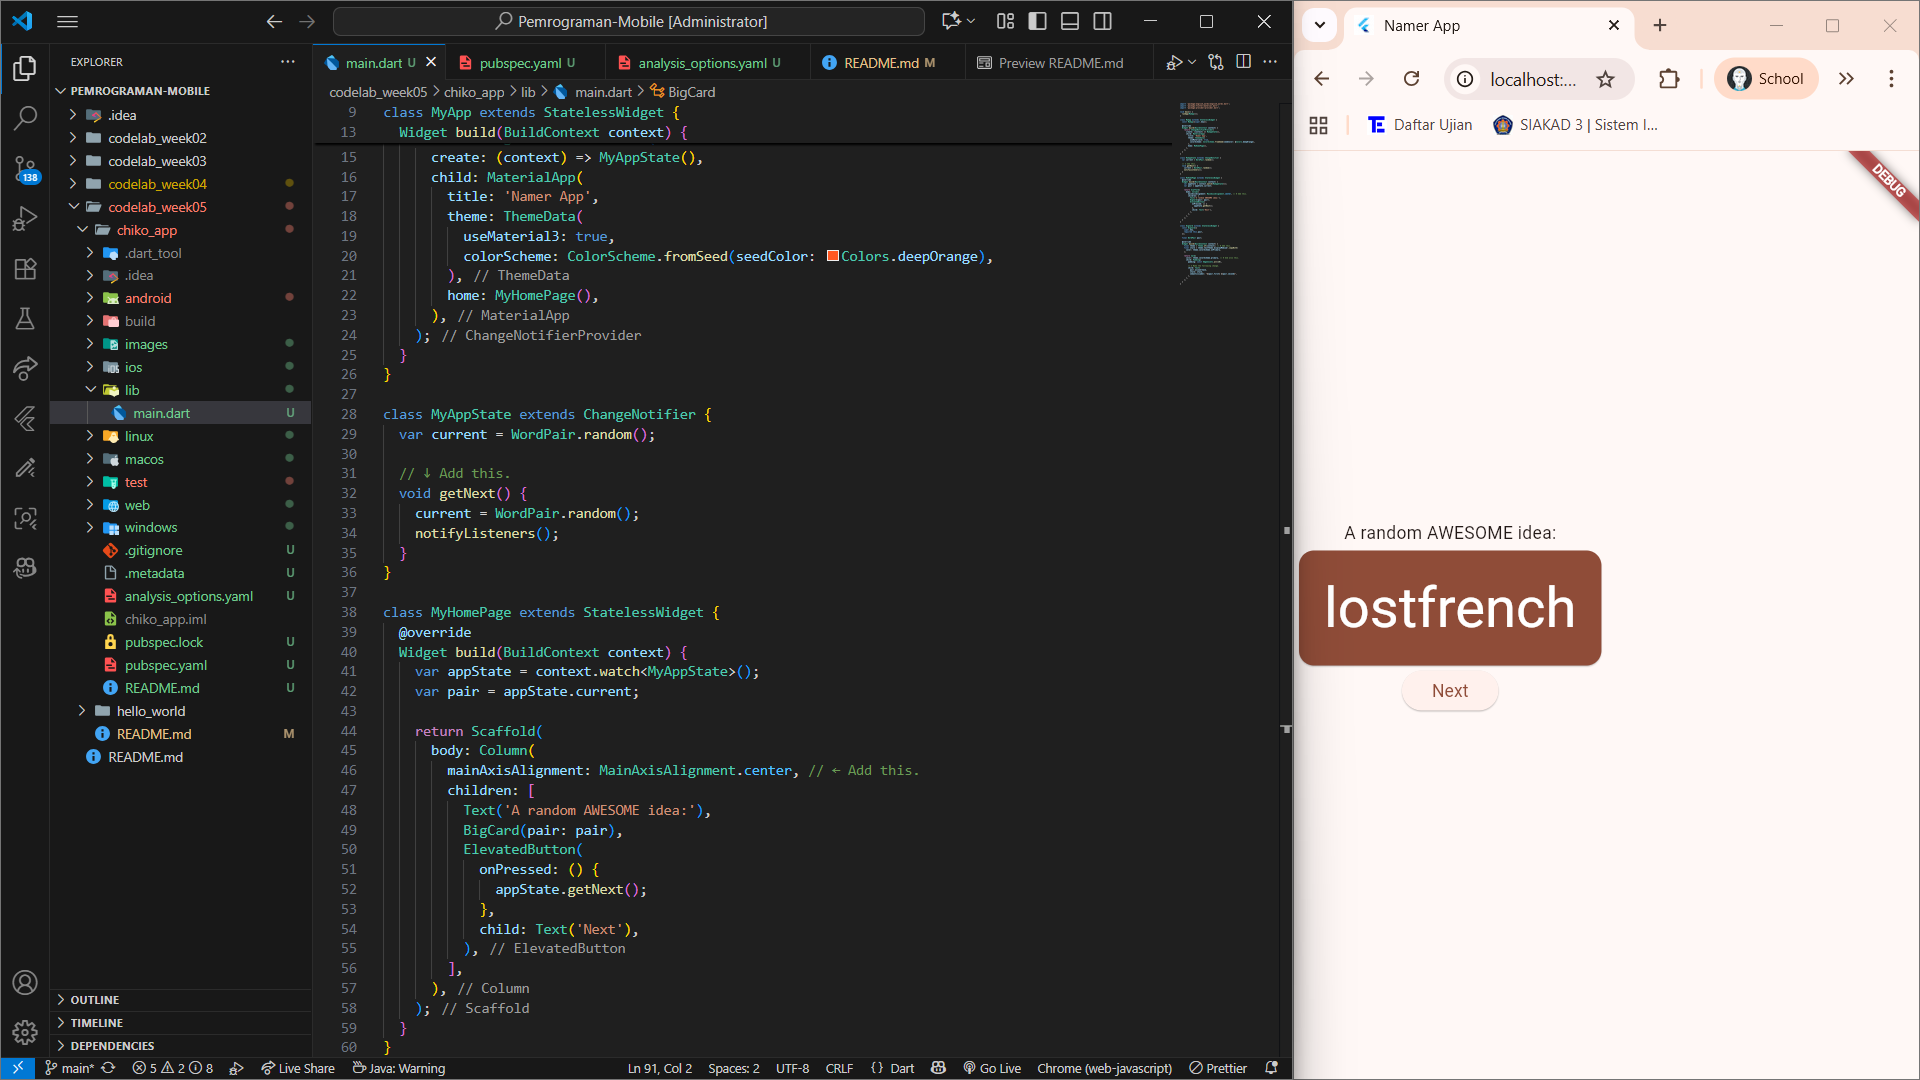 Pemrograman-Mobile [Administrator]
EXPLORER
PEMROGRAMAN-MOBILE
.idea
codelab_week02
codelab_week03
codelab_week04
codelab_week05
chiko_app
.dart_tool
.idea
android
build
images
ios
lib
main.dart U
linux
macos
test
web
windows
.gitignore U
.metadata U
analysis_options.yaml U
chiko_app.iml
pubspec.lock U
pubspec.yaml U
README.md U
hello_world
README.md M
README.md
138
OUTLINE
TIMELINE
DEPENDENCIES
main.dart U
pubspec.yaml U
analysis_options.yaml U
README.md M
Preview README.md
codelab_week05 > chiko_app > lib > main.dart > BigCard
9 class MyApp extends StatelessWidget {
13 Widget build(BuildContext context) {
15 create: (context) => MyAppState(),
16 child: MaterialApp(
17 title: 'Namer App',
18 theme: ThemeData(
19 useMaterial3: true,
20 colorScheme: ColorScheme.fromSeed(seedColor: Colors.deepOrange),
21 ), // ThemeData
22 home: MyHomePage(),
23 ), // MaterialApp
24 ); // ChangeNotifierProvider
25 }
26 }
27
28 class MyAppState extends ChangeNotifier {
29 var current = WordPair.random();
30
31 // ↓ Add this.
32 void getNext() {
33 current = WordPair.random();
34 notifyListeners();
35 }
36 }
37
38 class MyHomePage extends StatelessWidget {
39 @override
40 Widget build(BuildContext context) {
41 var appState = context.watch<MyAppState>();
42 var pair = appState.current;
43
44 return Scaffold(
45 body: Column(
46 mainAxisAlignment: MainAxisAlignment.center, // ← Add this.
47 children: [
48 Text('A random AWESOME idea:'),
49 BigCard(pair: pair),
50 ElevatedButton(
51 onPressed: () {
52 appState.getNext();
53 },
54 child: Text('Next'),
55 ), // ElevatedButton
56 ],
57 ), // Column
58 ); // Scaffold
59 }
60 }
main* 5 2 8 Live Share Java: Warning Ln 91, Col 2 Spaces: 2 UTF-8 CRLF {} Dart Go Live Chrome (web-javascript) Prettier
Namer App
localhost:...
School
Daftar Ujian
SIAKAD 3 | Sistem I...
DEBUG
A random AWESOME idea:
lostfrench
Next